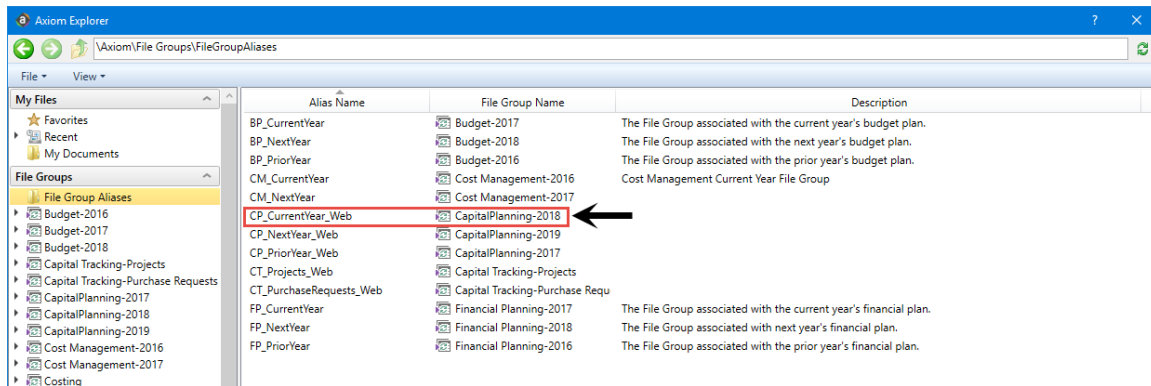 Axiom Explorer
?
\Axiom\File Groups\FileGroupAliases
File View
My Files
Favorites
Recent
My Documents
File Groups
File Group Aliases
Budget-2016
Budget-2017
Budget-2018
Capital Tracking-Projects
Capital Tracking-Purchase Requests
CapitalPlanning-2017
CapitalPlanning-2018
CapitalPlanning-2019
Cost Management-2016
Cost Management-2017
Costing
Alias Name File Group Name Description
BP_CurrentYear Budget-2017 The File Group associated with the current year's budget plan.
BP_NextYear Budget-2018 The File Group associated with the next year's budget plan.
BP_PriorYear Budget-2016 The File Group associated with the prior year's budget plan.
CM_CurrentYear Cost Management-2016 Cost Management Current Year File Group
CM_NextYear Cost Management-2017
CP_CurrentYear_Web CapitalPlanning-2018
CP_NextYear_Web CapitalPlanning-2019
CP_PriorYear_Web CapitalPlanning-2017
CT_Projects_Web Capital Tracking-Projects
CT_PurchaseRequests_Web Capital Tracking-Purchase Requ
FP_CurrentYear Financial Planning-2017 The File Group associated with the current year's financial plan.
FP_NextYear Financial Planning-2018 The File Group associated with next year's financial plan.
FP_PriorYear Financial Planning-2016 The File Group associated with the prior year's financial plan.